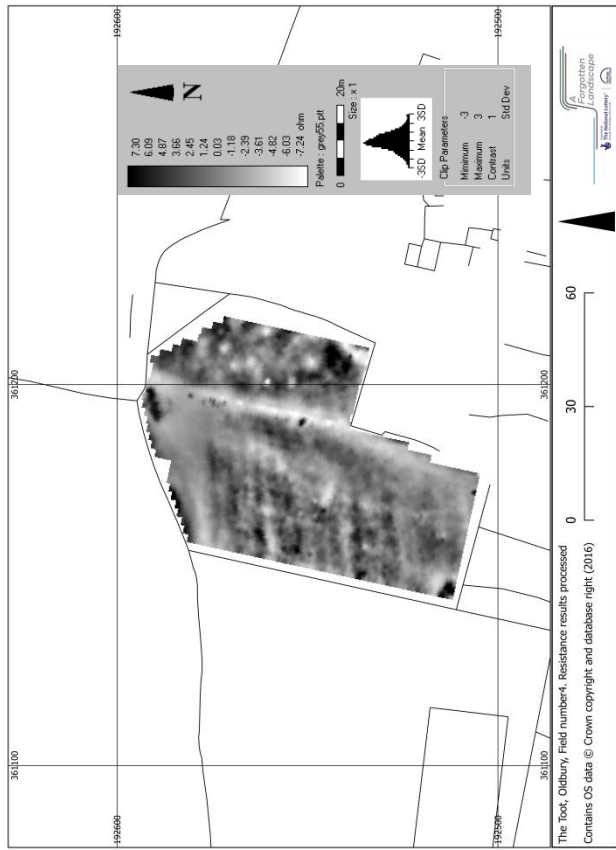 361100
361200
192600
192600
192500
192500
N
7.30
6.09
4.87
3.66
2.45
1.24
0.03
-1.18
-2.39
-3.61
-4.82
-6.03
-7.24 ohm
Palette : grey55.plt
0 20m
Size : x 1
-3SD Mean 3SD
Clip Parameters
Minimum -3
Maximum 3
Contrast 1
Units Std Dev
361100
361200
The Toot, Oldbury, Field number4. Resistance results processed
Contains OS data © Crown copyright and database right (2016)
0 30 60
A
Forgotten
Landscape
The National Lottery